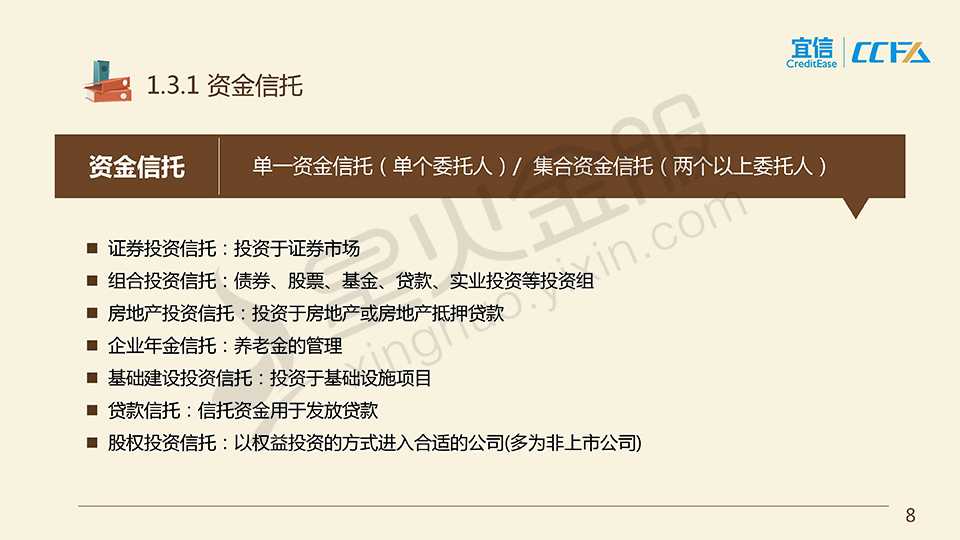 宜信
CreditEase
CCFA
1.3.1 资金信托
资金信托
单一资金信托（单个委托人）/ 集合资金信托（两个以上委托人）
■ 证券投资信托：投资于证券市场
■ 组合投资信托：债券、股票、基金、贷款、实业投资等投资组
■ 房地产投资信托：投资于房地产或房地产抵押贷款
■ 企业年金信托：养老金的管理
■ 基础建设投资信托：投资于基础设施项目
■ 贷款信托：信托资金用于发放贷款
■ 股权投资信托：以权益投资的方式进入合适的公司(多为非上市公司)
星火金服
xinghuo.yixin.com
8